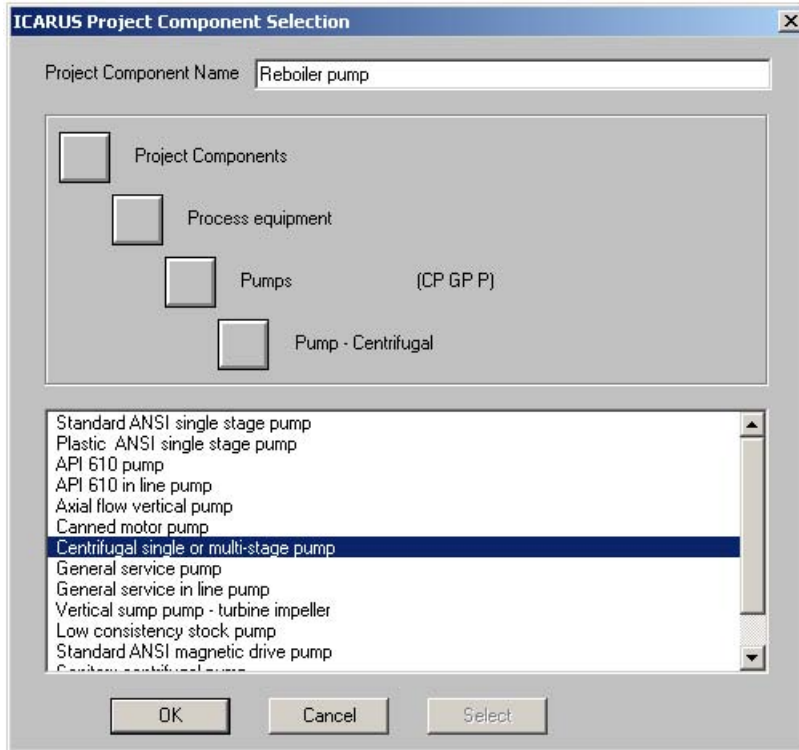 ICARUS Project Component Selection
Project Component Name Reboiler pump
Project Components
Process equipment
Pumps (CP GP P)
Pump - Centrifugal
Standard ANSI single stage pump
Plastic ANSI single stage pump
API 610 pump
API 610 in line pump
Axial flow vertical pump
Canned motor pump
Centrifugal single or multi-stage pump
General service pump
General service in line pump
Vertical sump pump - turbine impeller
Low consistency stock pump
Standard ANSI magnetic drive pump
OK Cancel Select